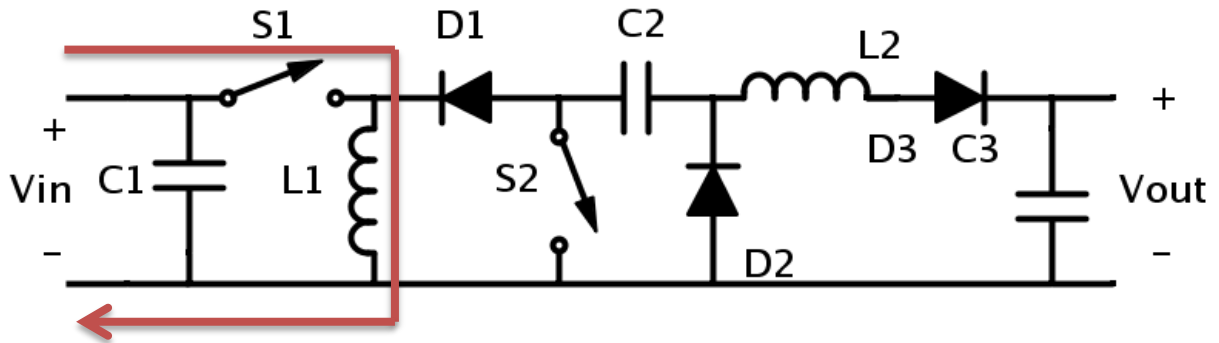 S1
D1
C2
L2
+
Vin
−
C1
L1
S2
D2
D3
C3
+
Vout
−